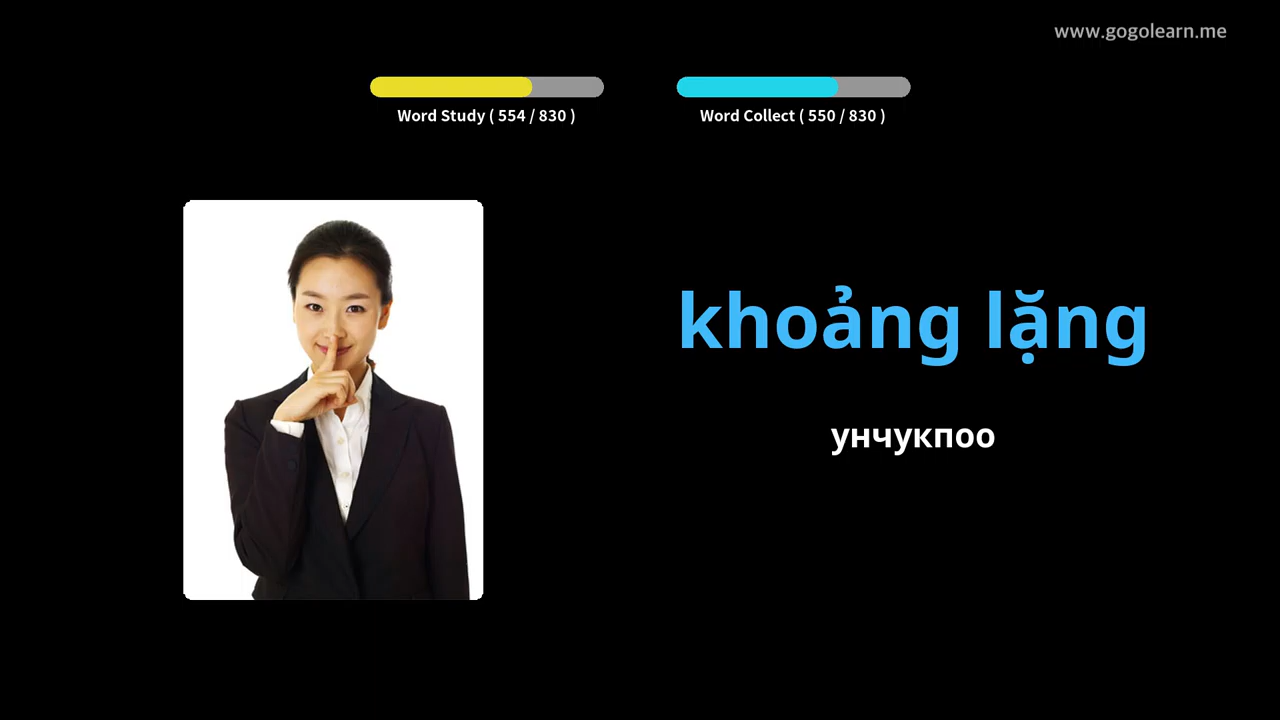 www.gogolearn.me
Word Study ( 554 / 830 )
Word Collect ( 550 / 830 )
khoảng lặng
унчукпоо